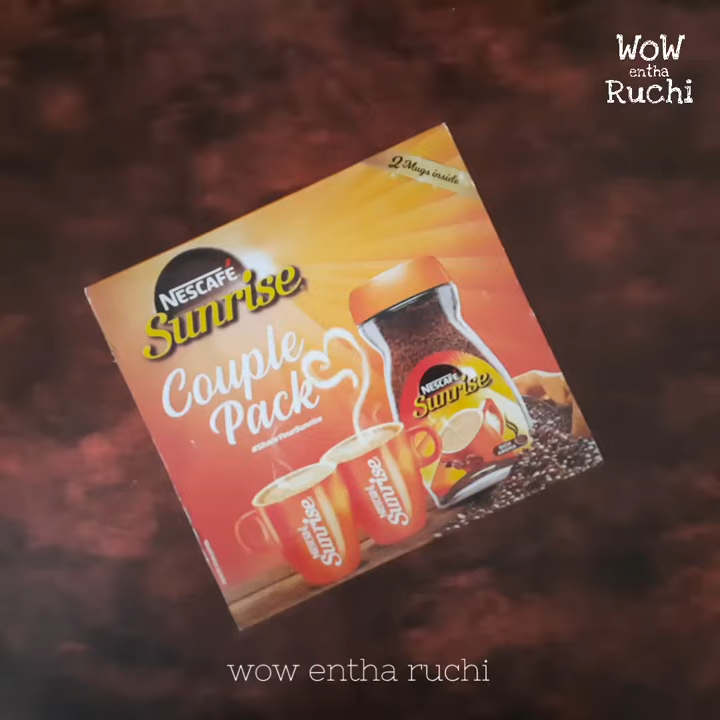 WoW
entha
Ruchi
2 Mugs inside
NESCAFÉ
Sunrise
Couple
Pack
#ShareYourSunrise
NESCAFÉ
Sunrise
NESCAFÉ
Sunrise
NESCAFÉ
Sunrise
wow entha ruchi